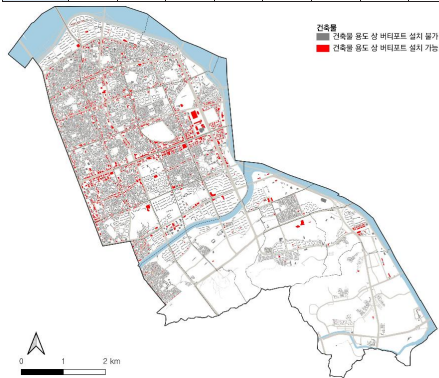 건축물
건축물 용도 상 버티포트 설치 불가
건축물 용도 상 버티포트 설치 가능
0 1 2 km